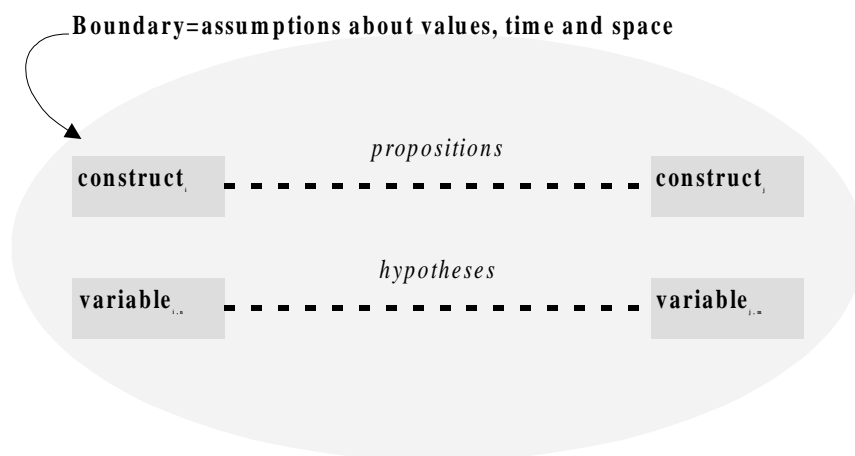 Boundary=assumptions about values, time and space
propositions
construct i construct j
hypotheses
variable variable